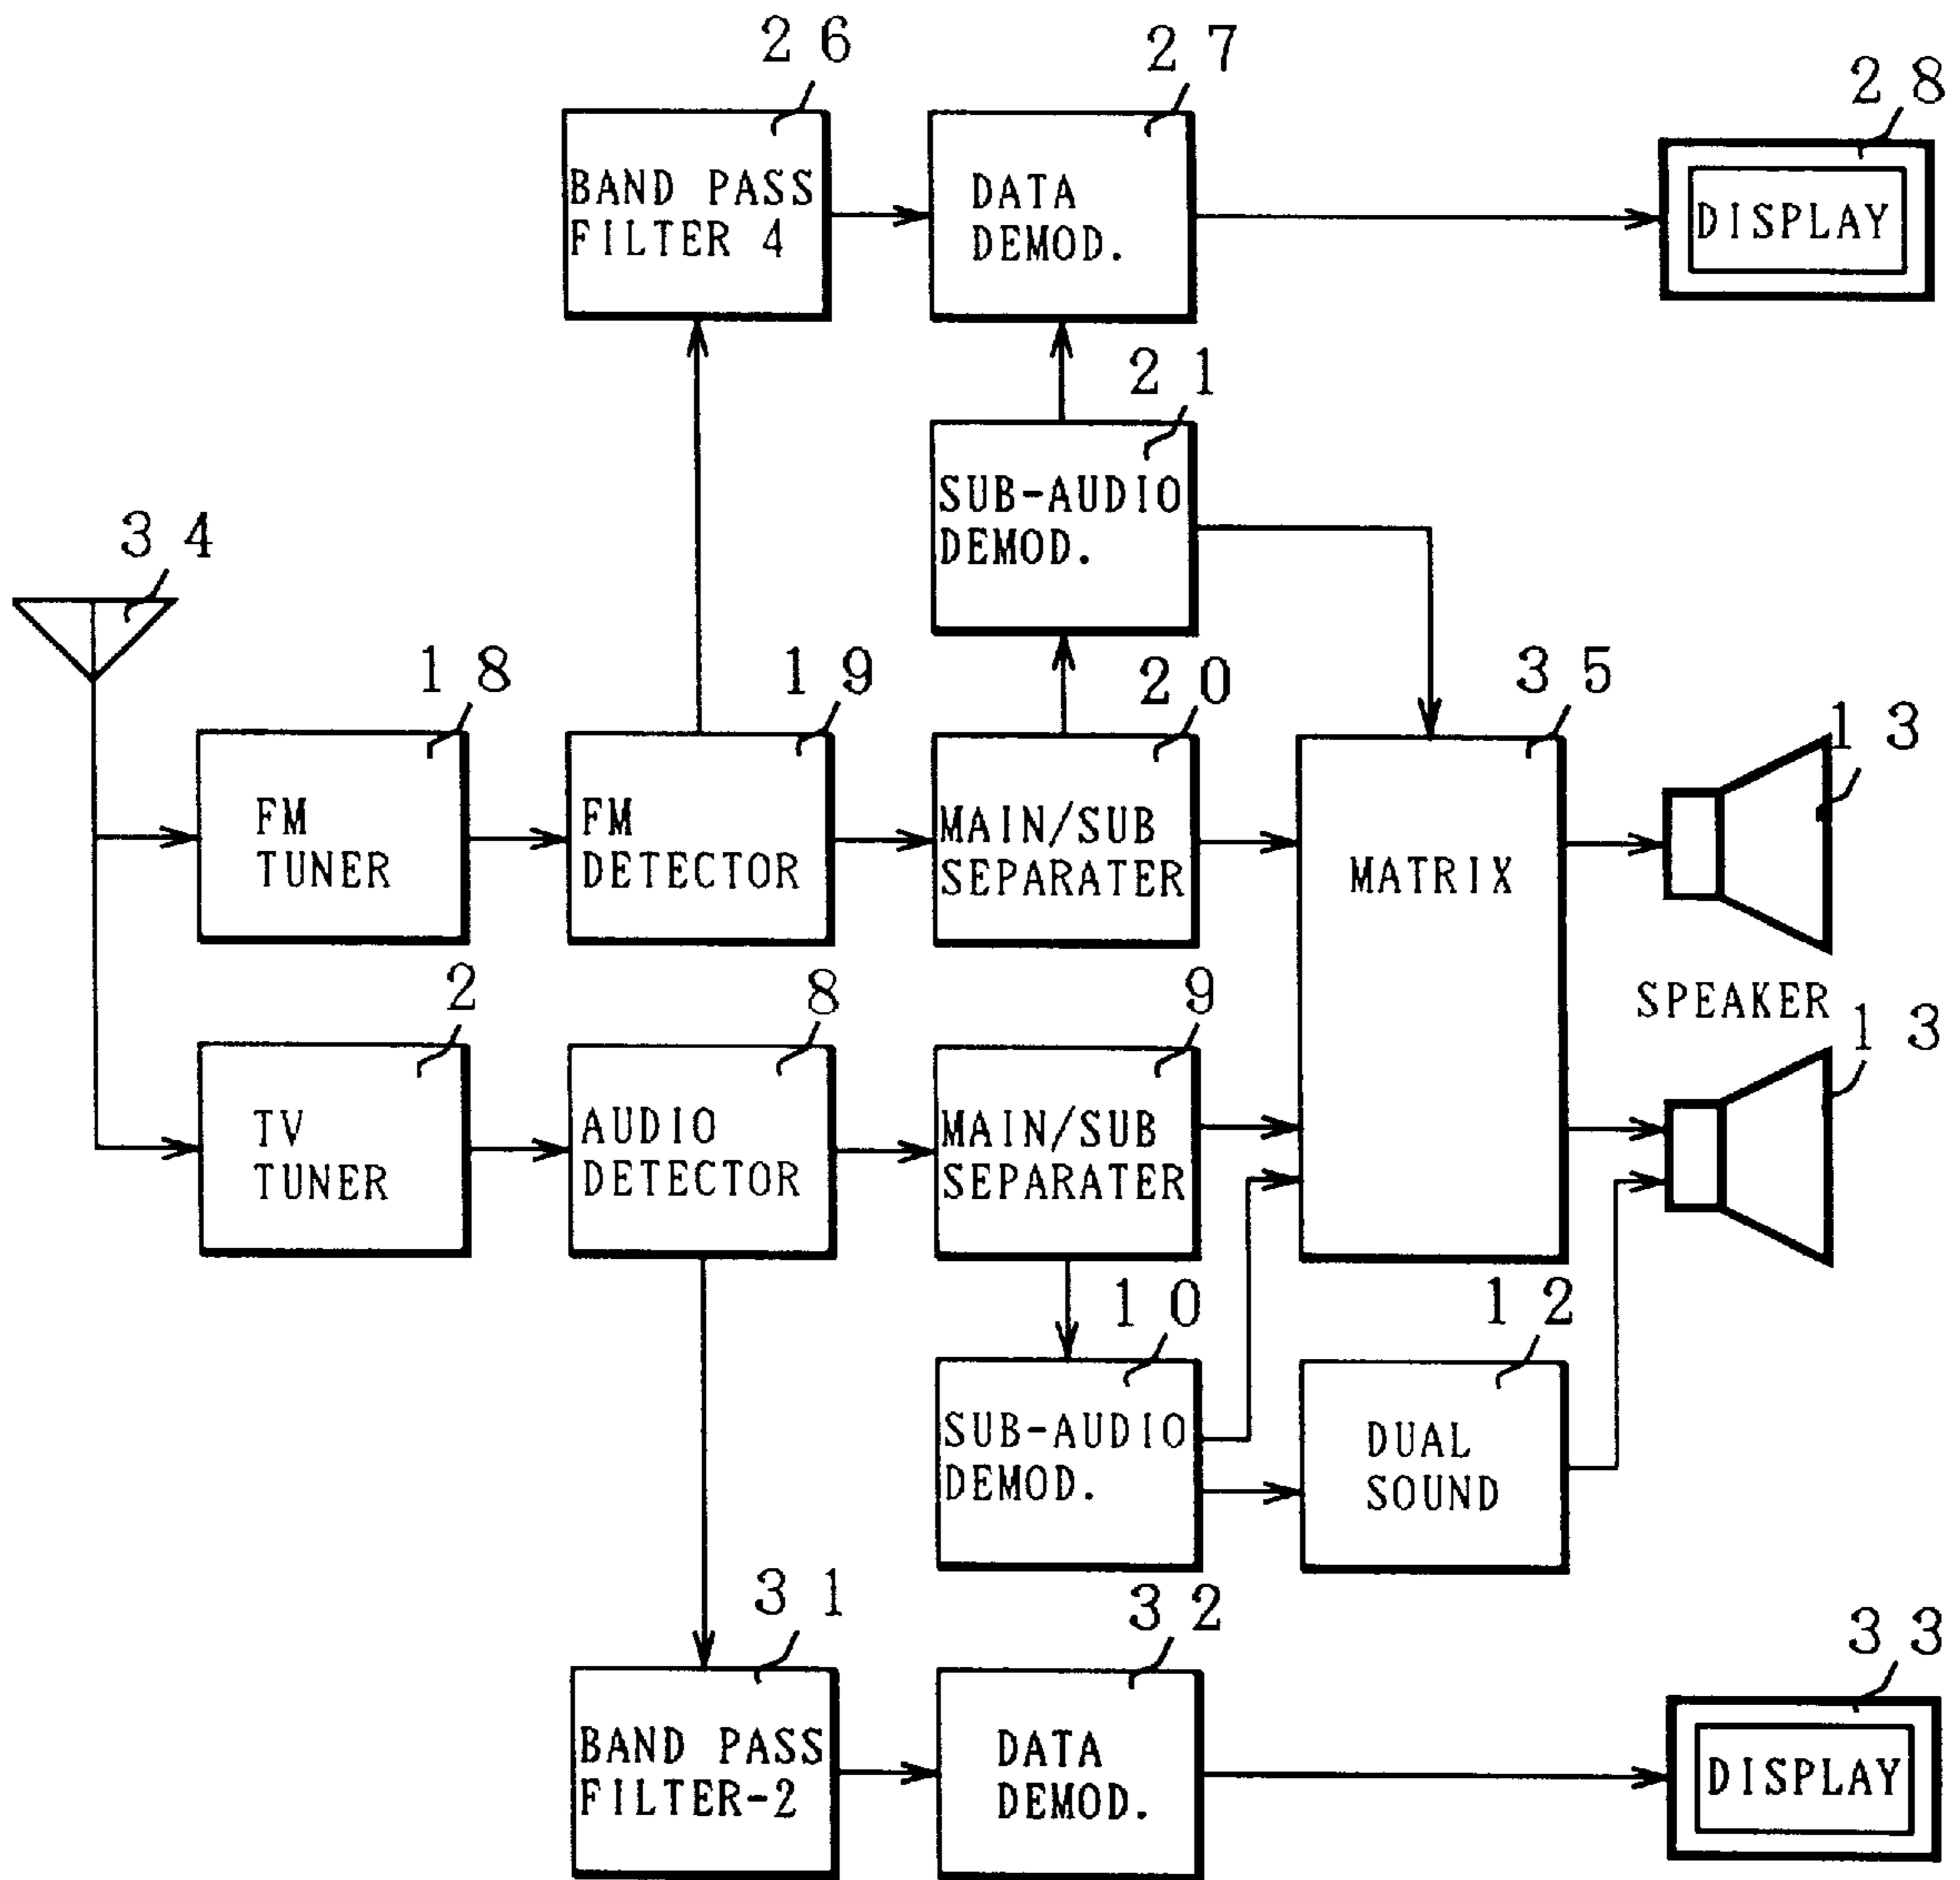 26
27
28
BAND PASS
FILTER 4
DATA
DEMOD.
DISPLAY
21
SUB-AUDIO
DEMOD.
34
18
19
20
35
13
FM
TUNER
FM
DETECTOR
MAIN/SUB
SEPARATER
MATRIX
SPEAKER
2
8
9
13
TV
TUNER
AUDIO
DETECTOR
MAIN/SUB
SEPARATER
10
12
SUB-AUDIO
DEMOD.
DUAL
SOUND
31
32
33
BAND PASS
FILTER-2
DATA
DEMOD.
DISPLAY